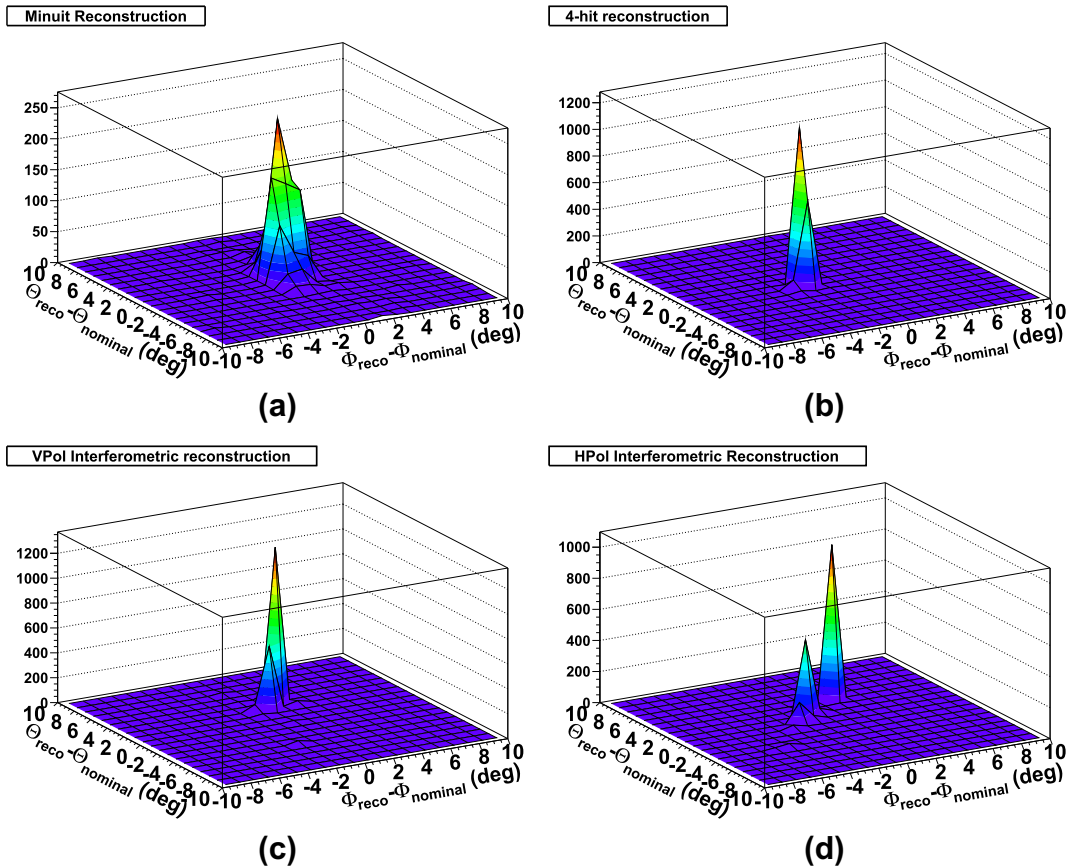 Minuit Reconstruction
250
200
150
100
50
0
10 8 6 4 2 0 -2 -4 -6 -8 -10
Θreco-Θnominal (deg)
-10 -8 -6 -4 -2 0 2 4 6 8 10
Φreco-Φnominal (deg)
(a)
4-hit reconstruction
1200
1000
800
600
400
200
0
10 8 6 4 2 0 -2 -4 -6 -8 -10
Θreco-Θnominal (deg)
-10 -8 -6 -4 -2 0 2 4 6 8 10
Φreco-Φnominal (deg)
(b)
VPol Interferometric reconstruction
1200
1000
800
600
400
200
0
10 8 6 4 2 0 -2 -4 -6 -8 -10
Θreco-Θnominal (deg)
-10 -8 -6 -4 -2 0 2 4 6 8 10
Φreco-Φnominal (deg)
(c)
HPol Interferometric Reconstruction
1000
800
600
400
200
0
10 8 6 4 2 0 -2 -4 -6 -8 -10
Θreco-Θnominal (deg)
-10 -8 -6 -4 -2 0 2 4 6 8 10
Φreco-Φnominal (deg)
(d)